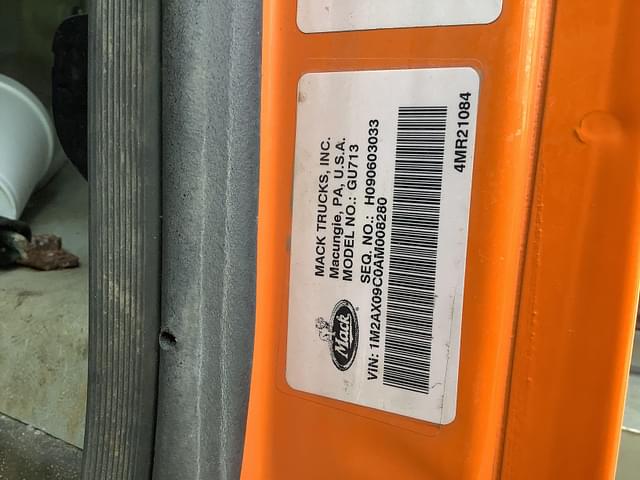 MACK TRUCKS, INC.
Macungie, PA, U.S.A.
MODEL NO.: GU713
SEQ. NO.: H090603033
Mack
VIN: 1M2AX09C0AM008280
4MR21084